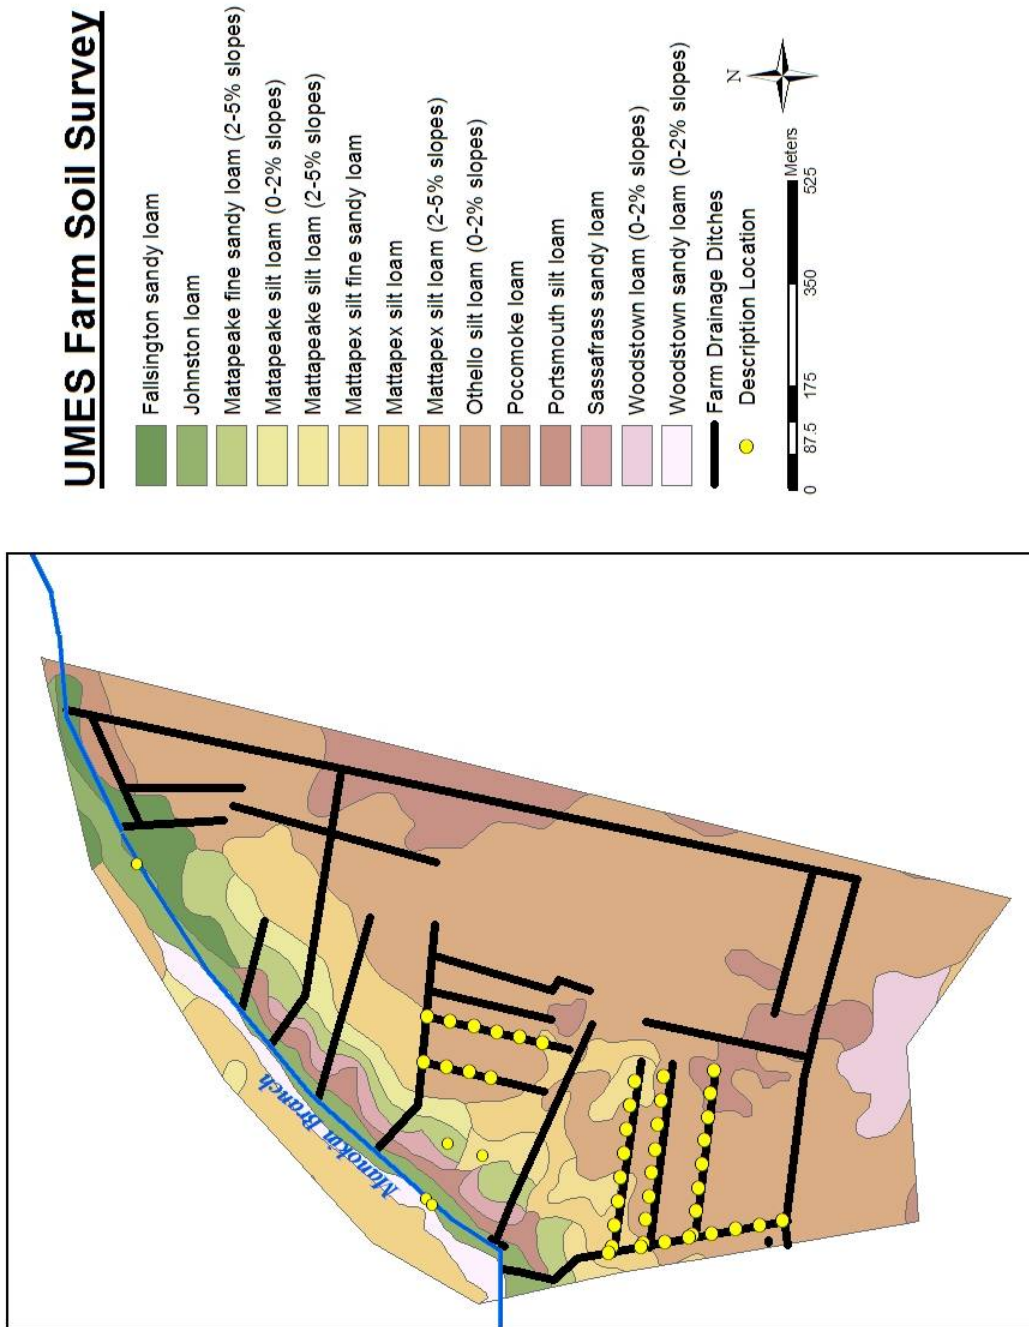 UMES Farm Soil Survey
Fallsington sandy loam
Johnston loam
Matapeake fine sandy loam (2-5% slopes)
Matapeake silt loam (0-2% slopes)
Mattapeake silt loam (2-5% slopes)
Mattapex silt fine sandy loam
Mattapex silt loam
Mattapex silt loam (2-5% slopes)
Othello silt loam (0-2% slopes)
Pocomoke loam
Portsmouth silt loam
Sassafrass sandy loam
Woodstown loam (0-2% slopes)
Woodstown sandy loam (0-2% slopes)
Farm Drainage Ditches
Description Location
0 87.5 175 350 525
Meters
N
Manokin Branch